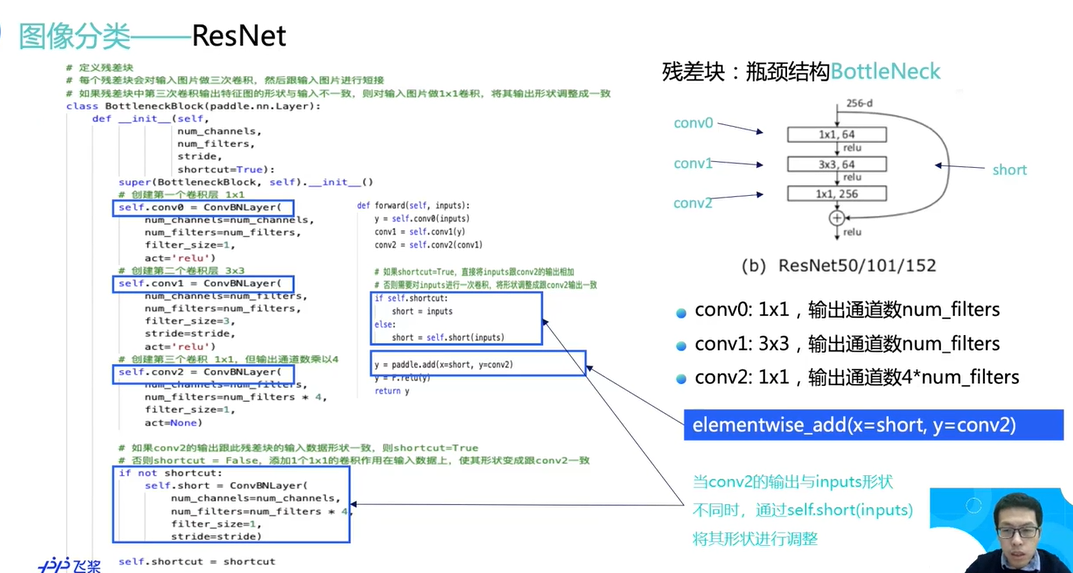 图像分类——ResNet
# 定义残差块
# 每个残差块会对输入图片做三次卷积，然后跟输入图片进行短接
# 如果残差块中第三次卷积输出特征图的形状与输入不一致，则对输入图片做1x1卷积，将其输出形状调整成一致
class BottleneckBlock(paddle.nn.Layer):
def __init__(self,
num_channels,
num_filters,
stride,
shortcut=True):
super(BottleneckBlock, self).__init__()
# 创建第一个卷积层 1x1
self.conv0 = ConvBNLayer(
num_channels=num_channels,
num_filters=num_filters,
filter_size=1,
act='relu')
# 创建第二个卷积层 3x3
self.conv1 = ConvBNLayer(
num_channels=num_filters,
num_filters=num_filters,
filter_size=3,
stride=stride,
act='relu')
# 创建第三个卷积 1x1，但输出通道数乘以4
self.conv2 = ConvBNLayer(
num_channels=num_filters,
num_filters=num_filters * 4,
filter_size=1,
act=None)
# 如果conv2的输出跟此残差块的输入数据形状一致，则shortcut=True
# 否则shortcut = False，添加1个1x1的卷积作用在输入数据上，使其形状变成跟conv2一致
if not shortcut:
self.short = ConvBNLayer(
num_channels=num_channels,
num_filters=num_filters * 4,
filter_size=1,
stride=stride)
self.shortcut = shortcut
飞桨
def forward(self, inputs):
y = self.conv0(inputs)
conv1 = self.conv1(y)
conv2 = self.conv2(conv1)
# 如果shortcut=True，直接将inputs跟conv2的输出相加
# 否则需要对inputs进行一次卷积，将形状调整成跟conv2输出一致
if self.shortcut:
short = inputs
else:
short = self.short(inputs)
y = paddle.add(x=short, y=conv2)
y = F.relu(y)
return y
残差块：瓶颈结构BottleNeck
256-d
conv0
1x1, 64
relu
conv1
3x3, 64
short
relu
conv2
1x1, 256
relu
(b) ResNet50/101/152
conv0: 1x1，输出通道数num_filters
conv1: 3x3，输出通道数num_filters
conv2: 1x1，输出通道数4*num_filters
elementwise_add(x=short, y=conv2)
当conv2的输出与inputs形状
不同时，通过self.short(inputs)
将其形状进行调整